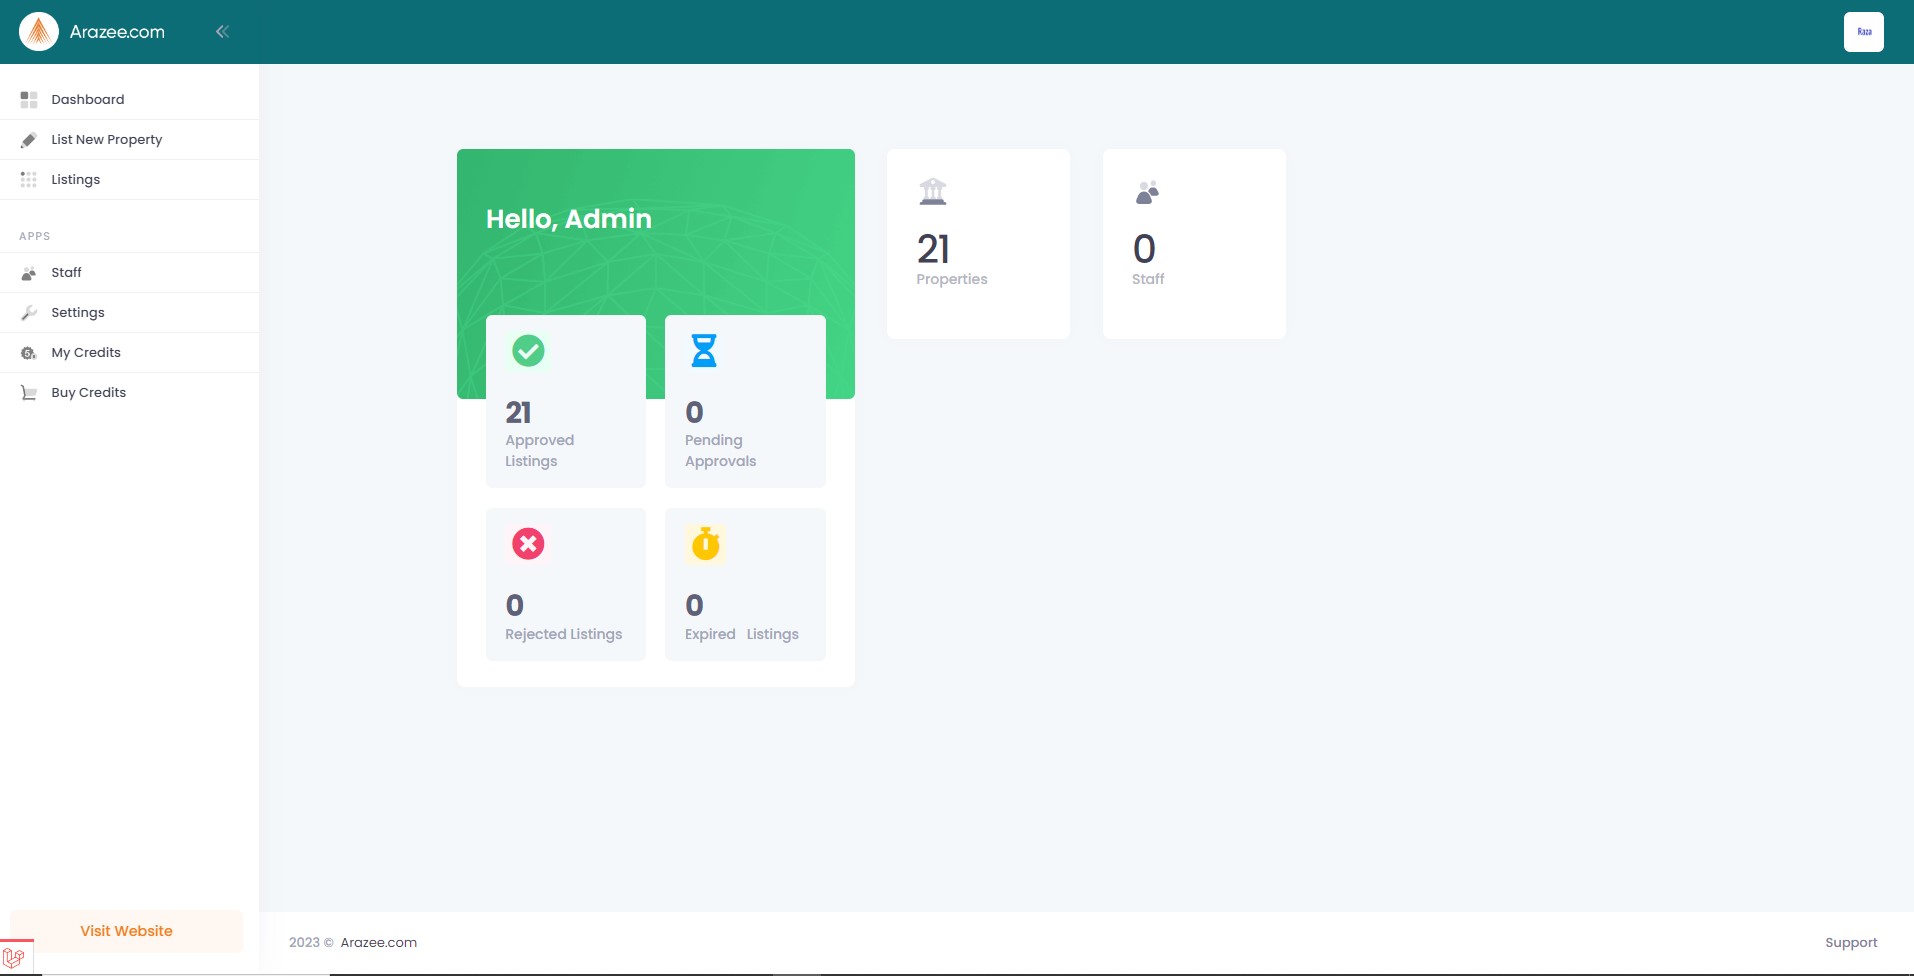 Arazee.com
Raza
Dashboard
List New Property
Listings
APPS
Staff
Settings
My Credits
Buy Credits
Visit Website
Hello, Admin
21
Approved
Listings
0
Pending
Approvals
0
Rejected Listings
0
Expired Listings
21
Properties
0
Staff
2023 © Arazee.com
Support